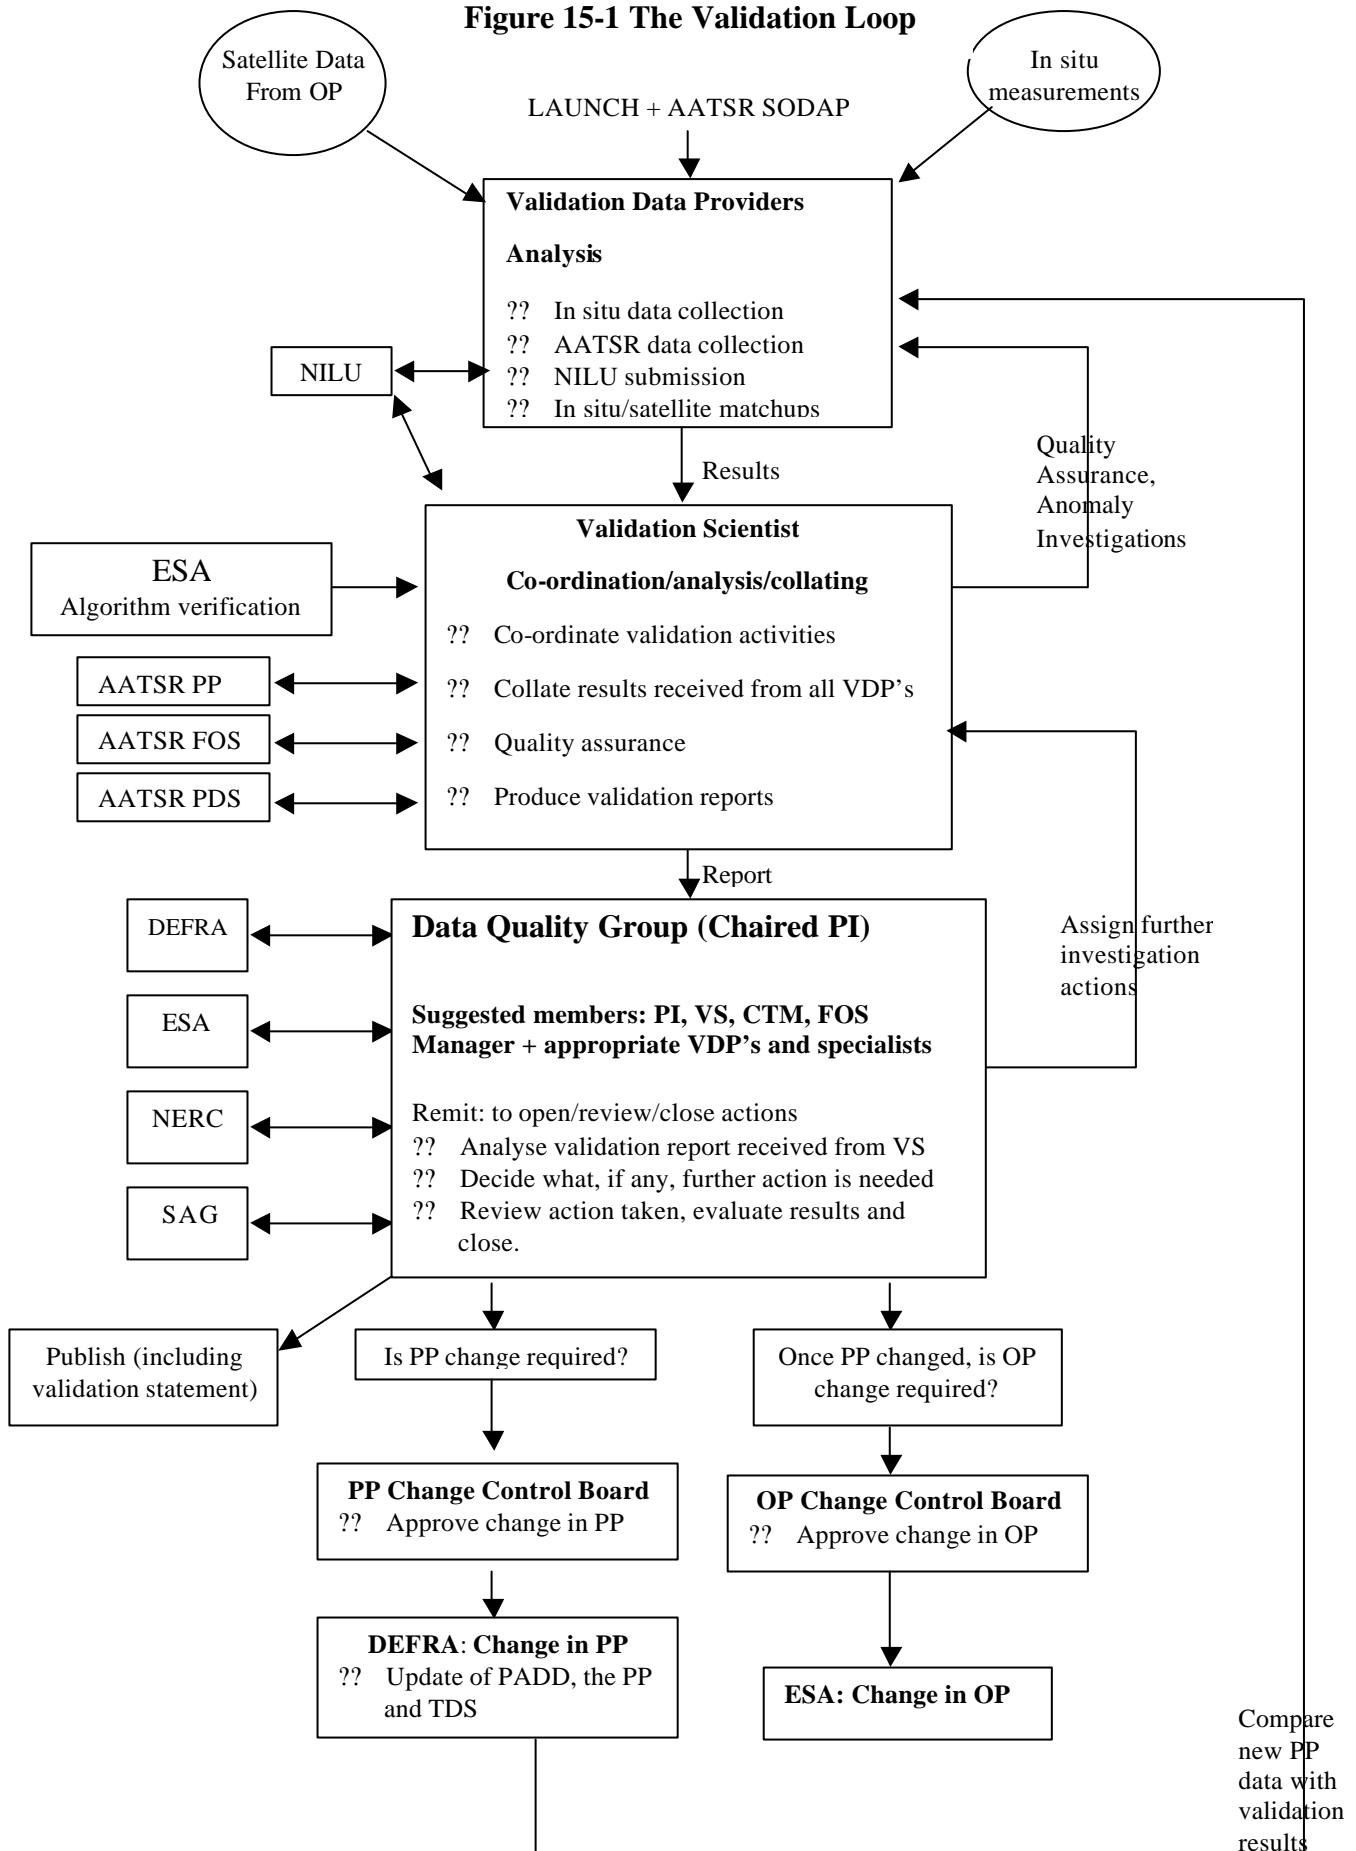 Figure 15-1 The Validation Loop
Satellite Data
From OP
In situ
measurements
LAUNCH + AATSR SODAP
Validation Data Providers
Analysis
?? In situ data collection
?? AATSR data collection
?? NILU submission
?? In situ/satellite matchups
NILU
Results
Quality
Assurance,
Anomaly
Investigations
Validation Scientist
Co-ordination/analysis/collating
?? Co-ordinate validation activities
?? Collate results received from all VDP’s
?? Quality assurance
?? Produce validation reports
ESA
Algorithm verification
AATSR PP
AATSR FOS
AATSR PDS
Report
Data Quality Group (Chaired PI)
Suggested members: PI, VS, CTM, FOS
Manager + appropriate VDP’s and specialists
Remit: to open/review/close actions
?? Analyse validation report received from VS
?? Decide what, if any, further action is needed
?? Review action taken, evaluate results and
close.
DEFRA
ESA
NERC
SAG
Assign further
investigation
actions
Publish (including
validation statement)
Is PP change required?
Once PP changed, is OP
change required?
PP Change Control Board
?? Approve change in PP
OP Change Control Board
?? Approve change in OP
DEFRA: Change in PP
?? Update of PADD, the PP
and TDS
ESA: Change in OP
Compare
new PP
data with
validation
results